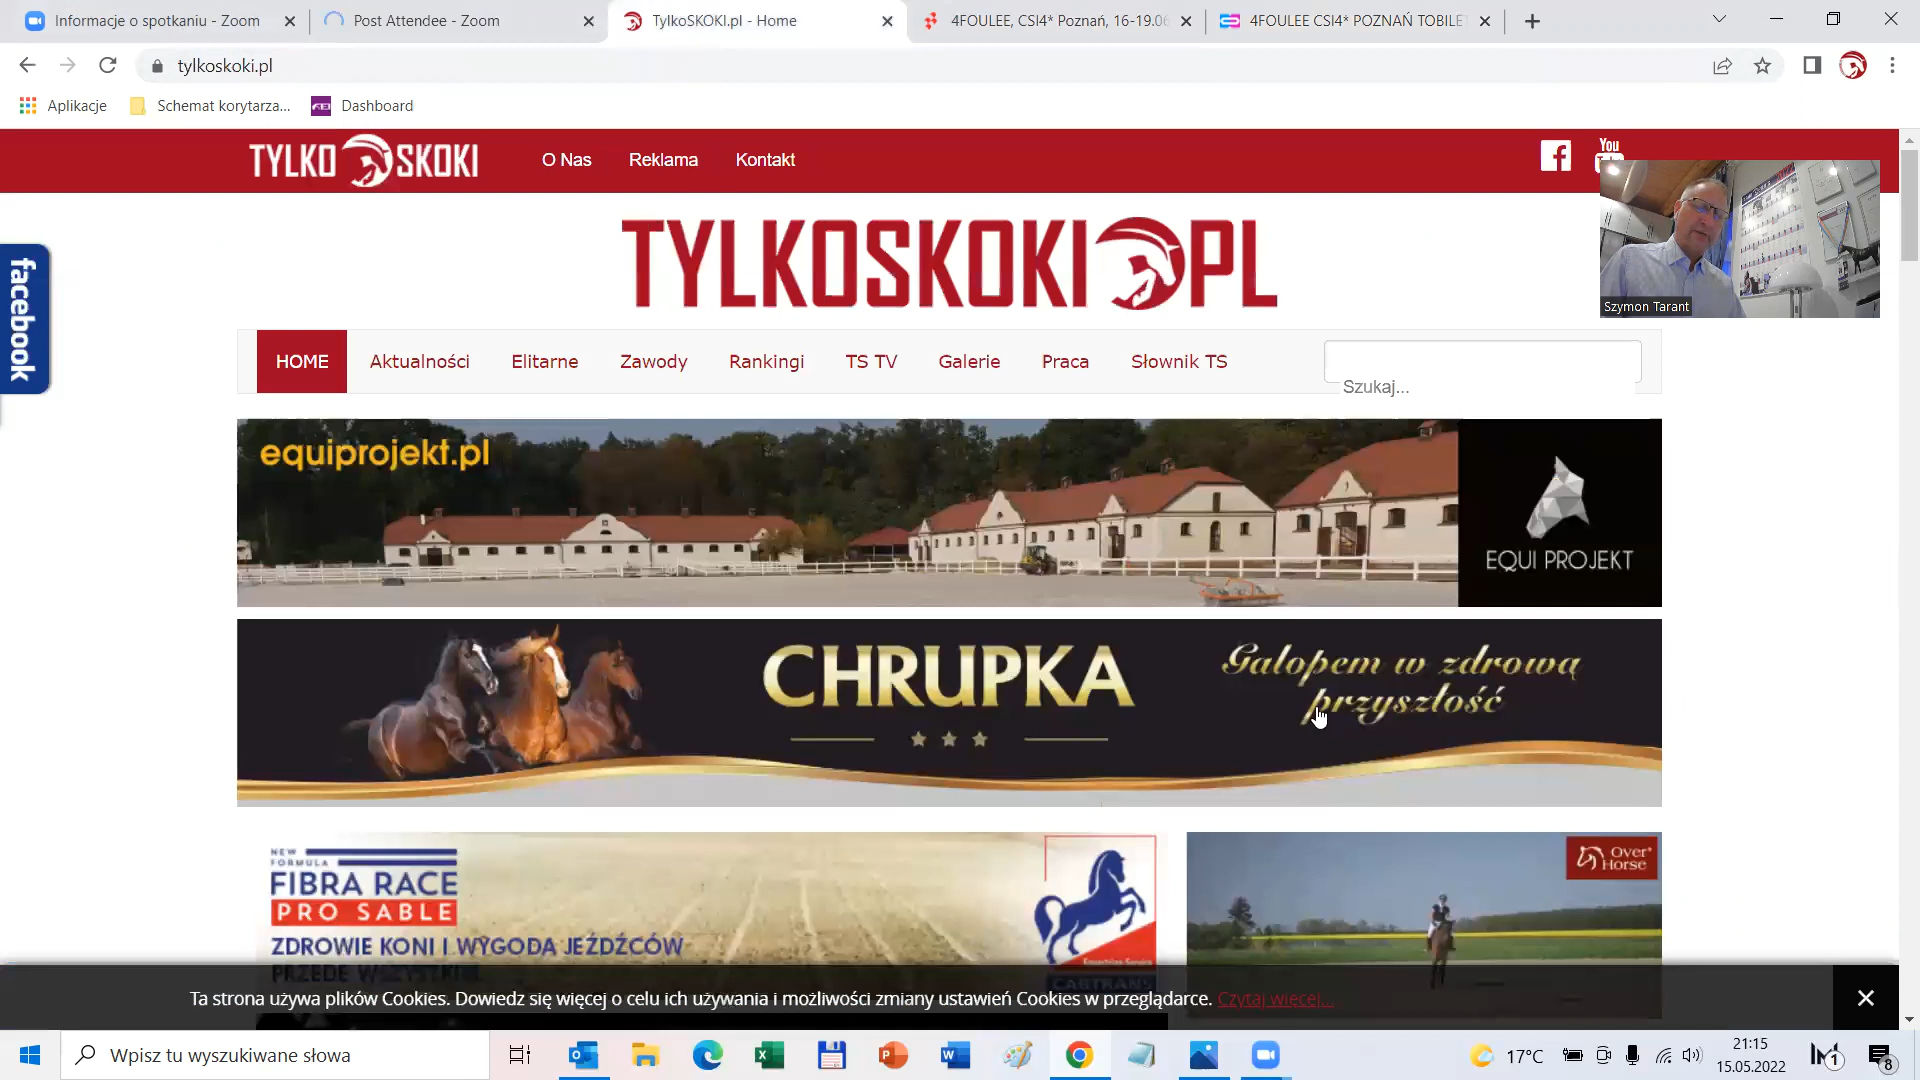 Informacje o spotkaniu - Zoom
Post Attendee - Zoom
TylkoSKOKI.pl - Home
4FOULEE, CSI4* Poznań, 16-19.06
4FOULEE CSI4* POZNAŃ TOBILET
tylkoskoki.pl
Aplikacje
Schemat korytarza...
Dashboard
TYLKO SKOKI
O Nas
Reklama
Kontakt
You
TYLKOSKOKI PL
Szymon Tarant
facebook
HOME
Aktualności
Elitarne
Zawody
Rankingi
TS TV
Galerie
Praca
Słownik TS
Szukaj...
equiprojekt.pl
EQUI PROJEKT
CHRUPKA
Galopem w zdrową
przyszłość
NEW
FORMULA
FIBRA RACE
PRO SABLE
ZDROWIE KONI I WYGODA JEŹDŹCÓW
PRZEDE
Over
Horse
Ta strona używa plików Cookies. Dowiedz się więcej o celu ich używania i możliwości zmiany ustawień Cookies w przeglądarce. Czytaj więcej...
Wpisz tu wyszukiwane słowa
17°C
21:15
15.05.2022
1
8